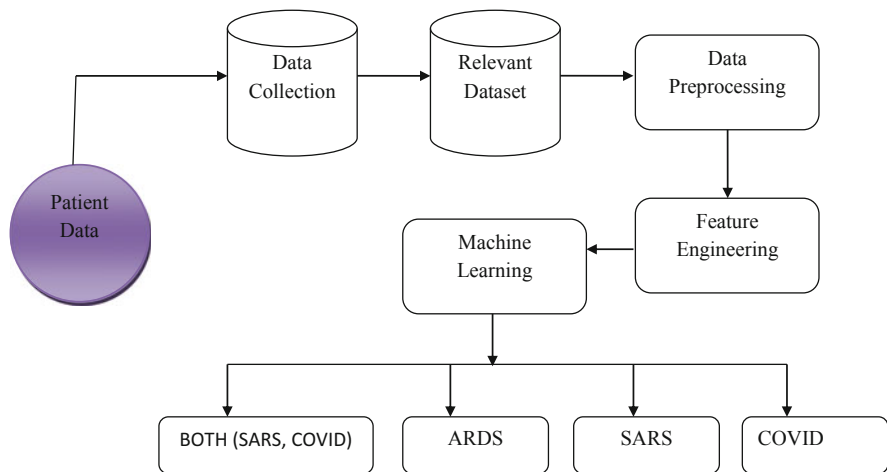 Patient
Data
Data
Collection
Relevant
Dataset
Data
Preprocessing
Feature
Engineering
Machine
Learning
BOTH (SARS, COVID)
ARDS
SARS
COVID